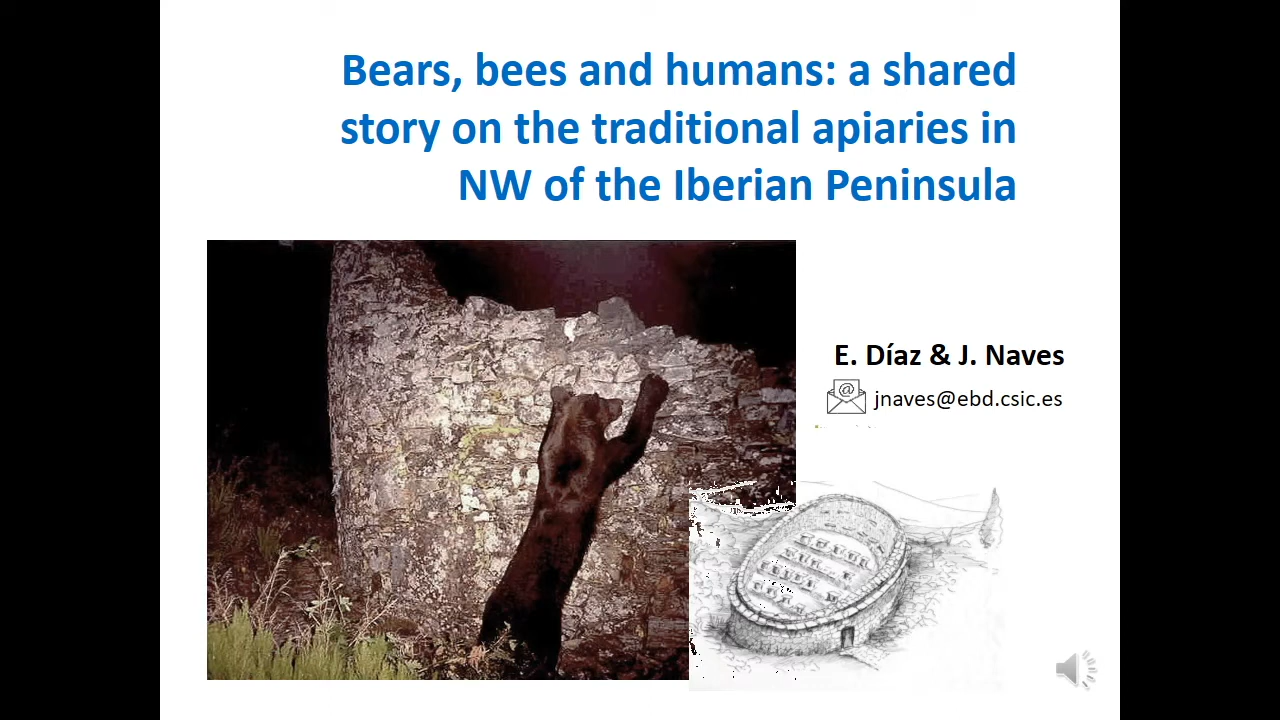 Bears, bees and humans: a shared
story on the traditional apiaries in
NW of the Iberian Peninsula
E. Díaz & J. Naves
@ jnaves@ebd.csic.es